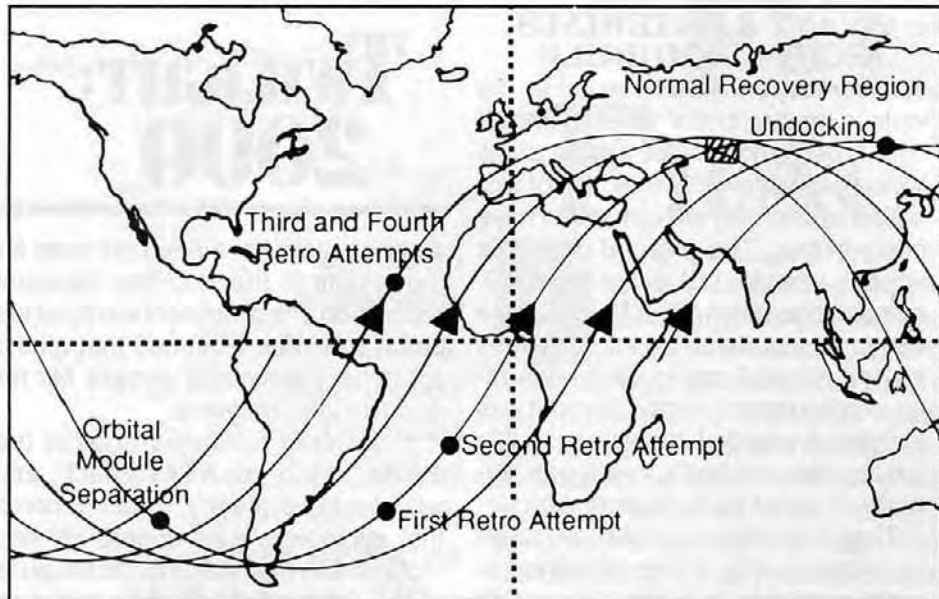 Normal Recovery Region
Undocking
Third and Fourth
Retro Attempts
Orbital
Module
Separation
Second Retro Attempt
First Retro Attempt